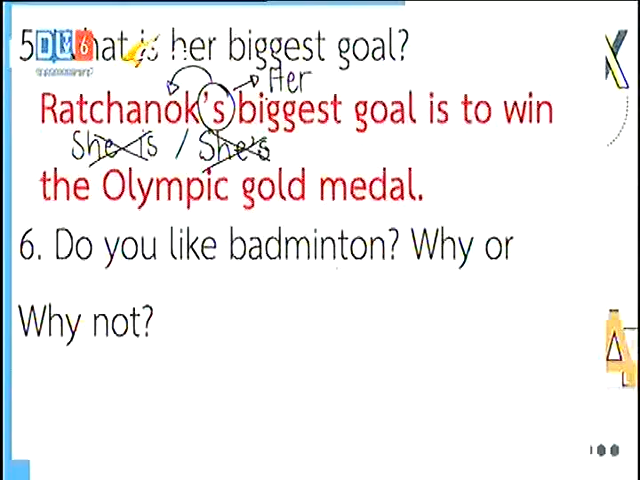 5. What is her biggest goal?
Her
Ratchanok's biggest goal is to win
She is / She's
the Olympic gold medal.
6. Do you like badminton? Why or
Why not?